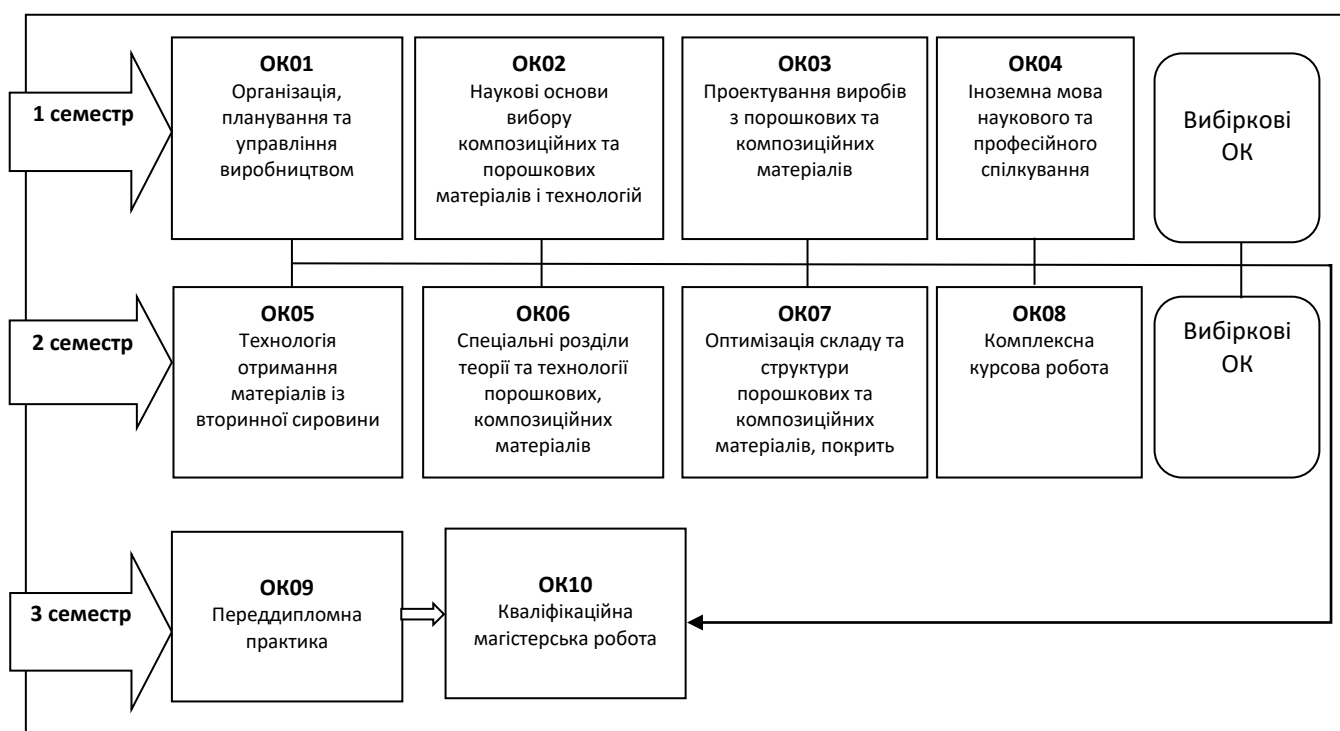 1 семестр
ОК01
Організація,
планування та
управління
виробництвом
ОК02
Наукові основи
вибору
композиційних та
порошкових
матеріалів і технологій
ОК03
Проектування виробів
з порошкових та
композиційних
матеріалів
ОК04
Іноземна мова
наукового та
професійного
спілкування
Вибіркові
ОК
2 семестр
ОК05
Технологія
отримання
матеріалів із
вторинної сировини
ОК06
Спеціальні розділи
теорії та технології
порошкових,
композиційних
матеріалів
ОК07
Оптимізація складу та
структури
порошкових та
композиційних
матеріалів, покрить
ОК08
Комплексна
курсова робота
Вибіркові
ОК
3 семестр
ОК09
Переддипломна
практика
ОК10
Кваліфікаційна
магістерська робота